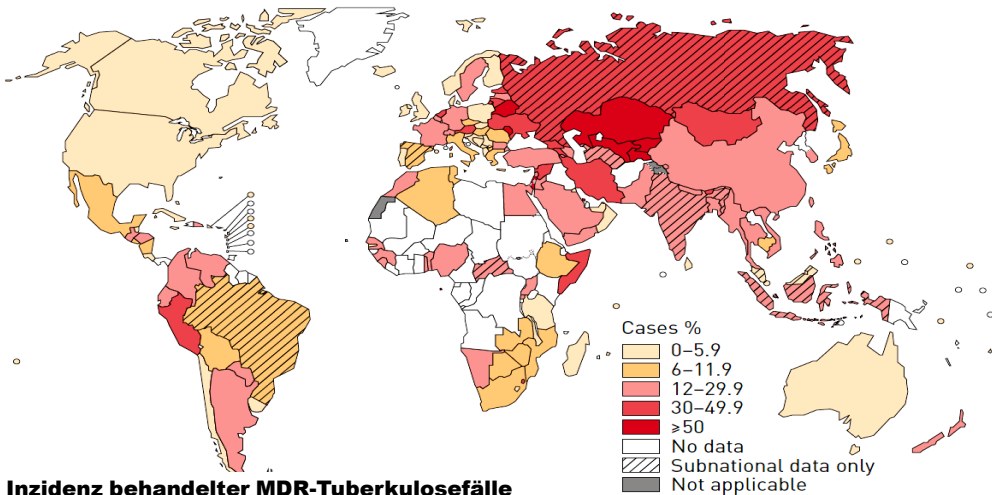 Cases %
0–5.9
6–11.9
12–29.9
30–49.9
≥50
No data
Subnational data only
Not applicable
Inzidenz behandelter MDR-Tuberkulosefälle